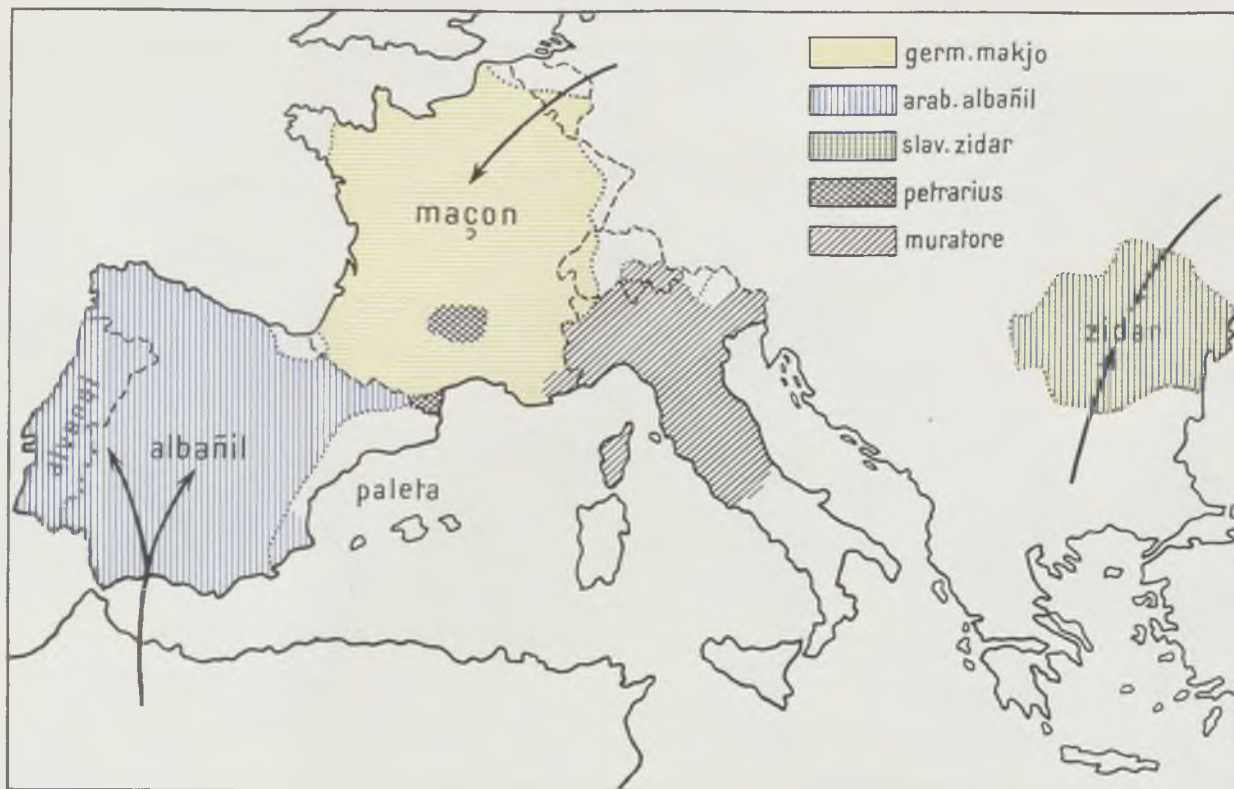 germ. makjo
arab. albañil
slav. zidar
petrarius
muratore
maçon
zidar
albañil
paleta